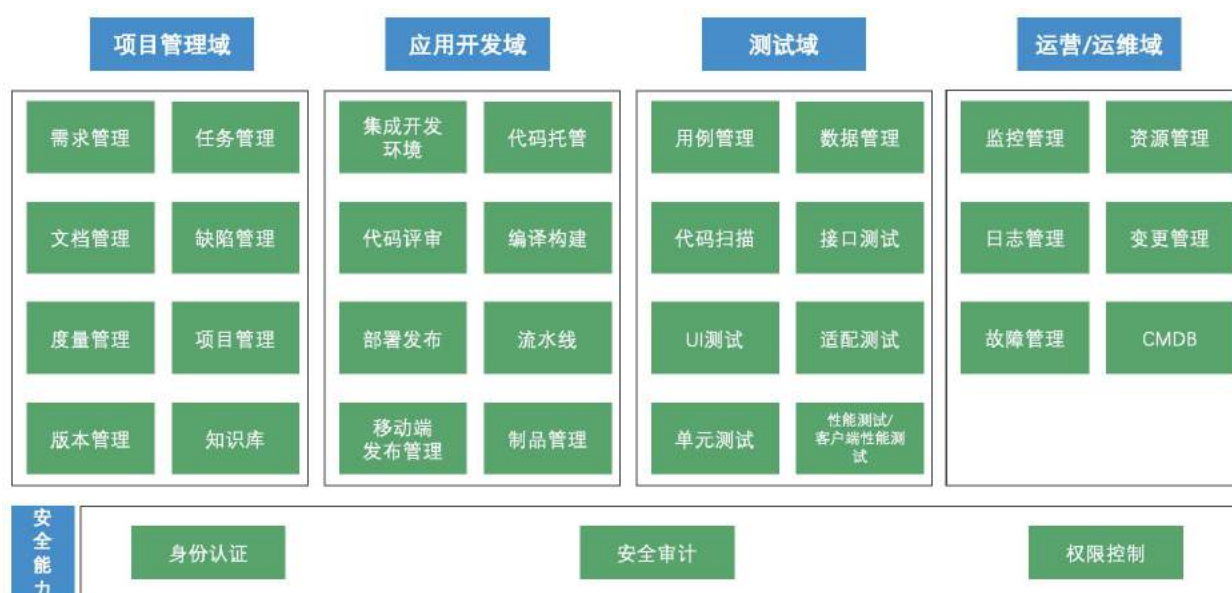 项目管理域
应用开发域
测试域
运营/运维域
需求管理
任务管理
文档管理
缺陷管理
度量管理
项目管理
版本管理
知识库
集成开发
环境
代码托管
代码评审
编译构建
部署发布
流水线
移动端
发布管理
制品管理
用例管理
数据管理
代码扫描
接口测试
UI测试
适配测试
单元测试
性能测试/
客户端性能测
试
监控管理
资源管理
日志管理
变更管理
故障管理
CMDB
安
全
能
力
身份认证
安全审计
权限控制